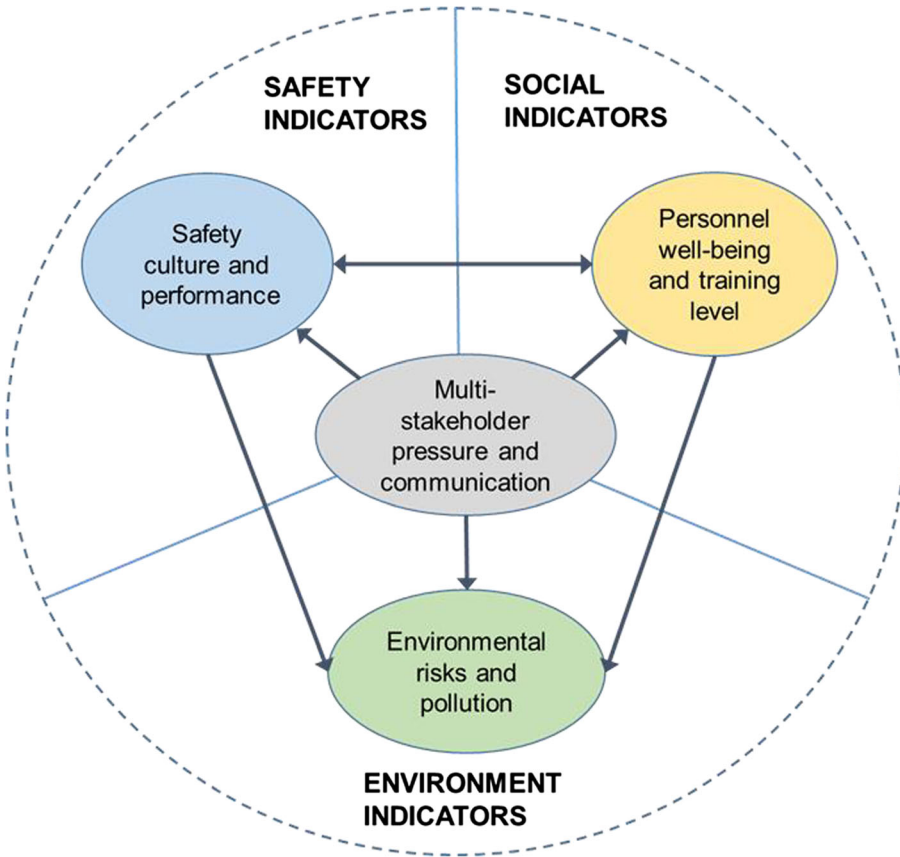 SAFETY
INDICATORS
SOCIAL
INDICATORS
Safety
culture and
performance
Personnel
well-being
and training
level
Multi-
stakeholder
pressure and
communication
Environmental
risks and
pollution
ENVIRONMENT
INDICATORS